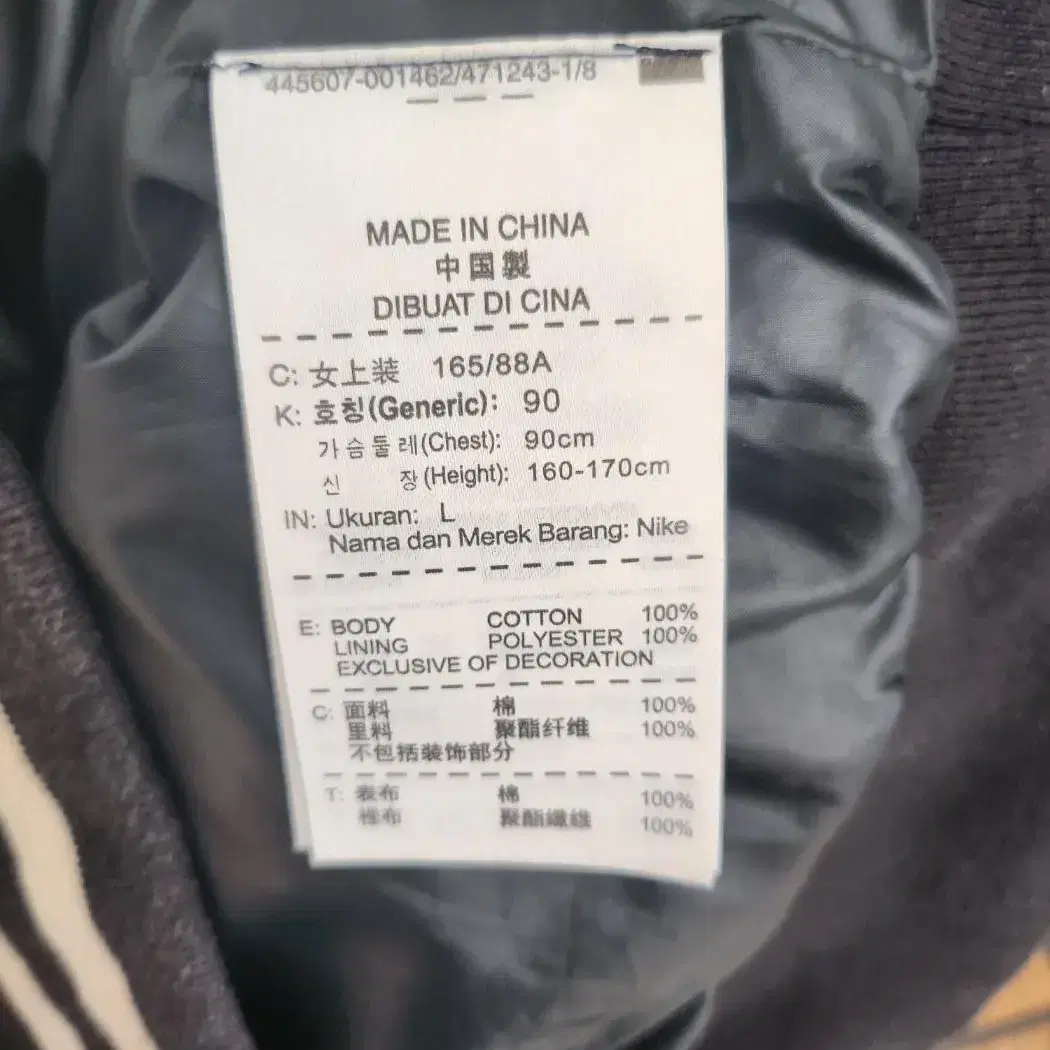 445607-001462/471243-1/8
MADE IN CHINA
中国製
DIBUAT DI CINA
C: 女上装 165/88A
K: 호칭(Generic): 90
가슴둘레(Chest): 90cm
신 장(Height): 160-170cm
IN: Ukuran: L
Nama dan Merek Barang: Nike
E: BODY COTTON 100%
LINING POLYESTER 100%
EXCLUSIVE OF DECORATION
C: 面料 棉 100%
里料 聚酯纤维 100%
不包括装饰部分
T: 表布 棉 100%
裡布 聚酯纖維 100%